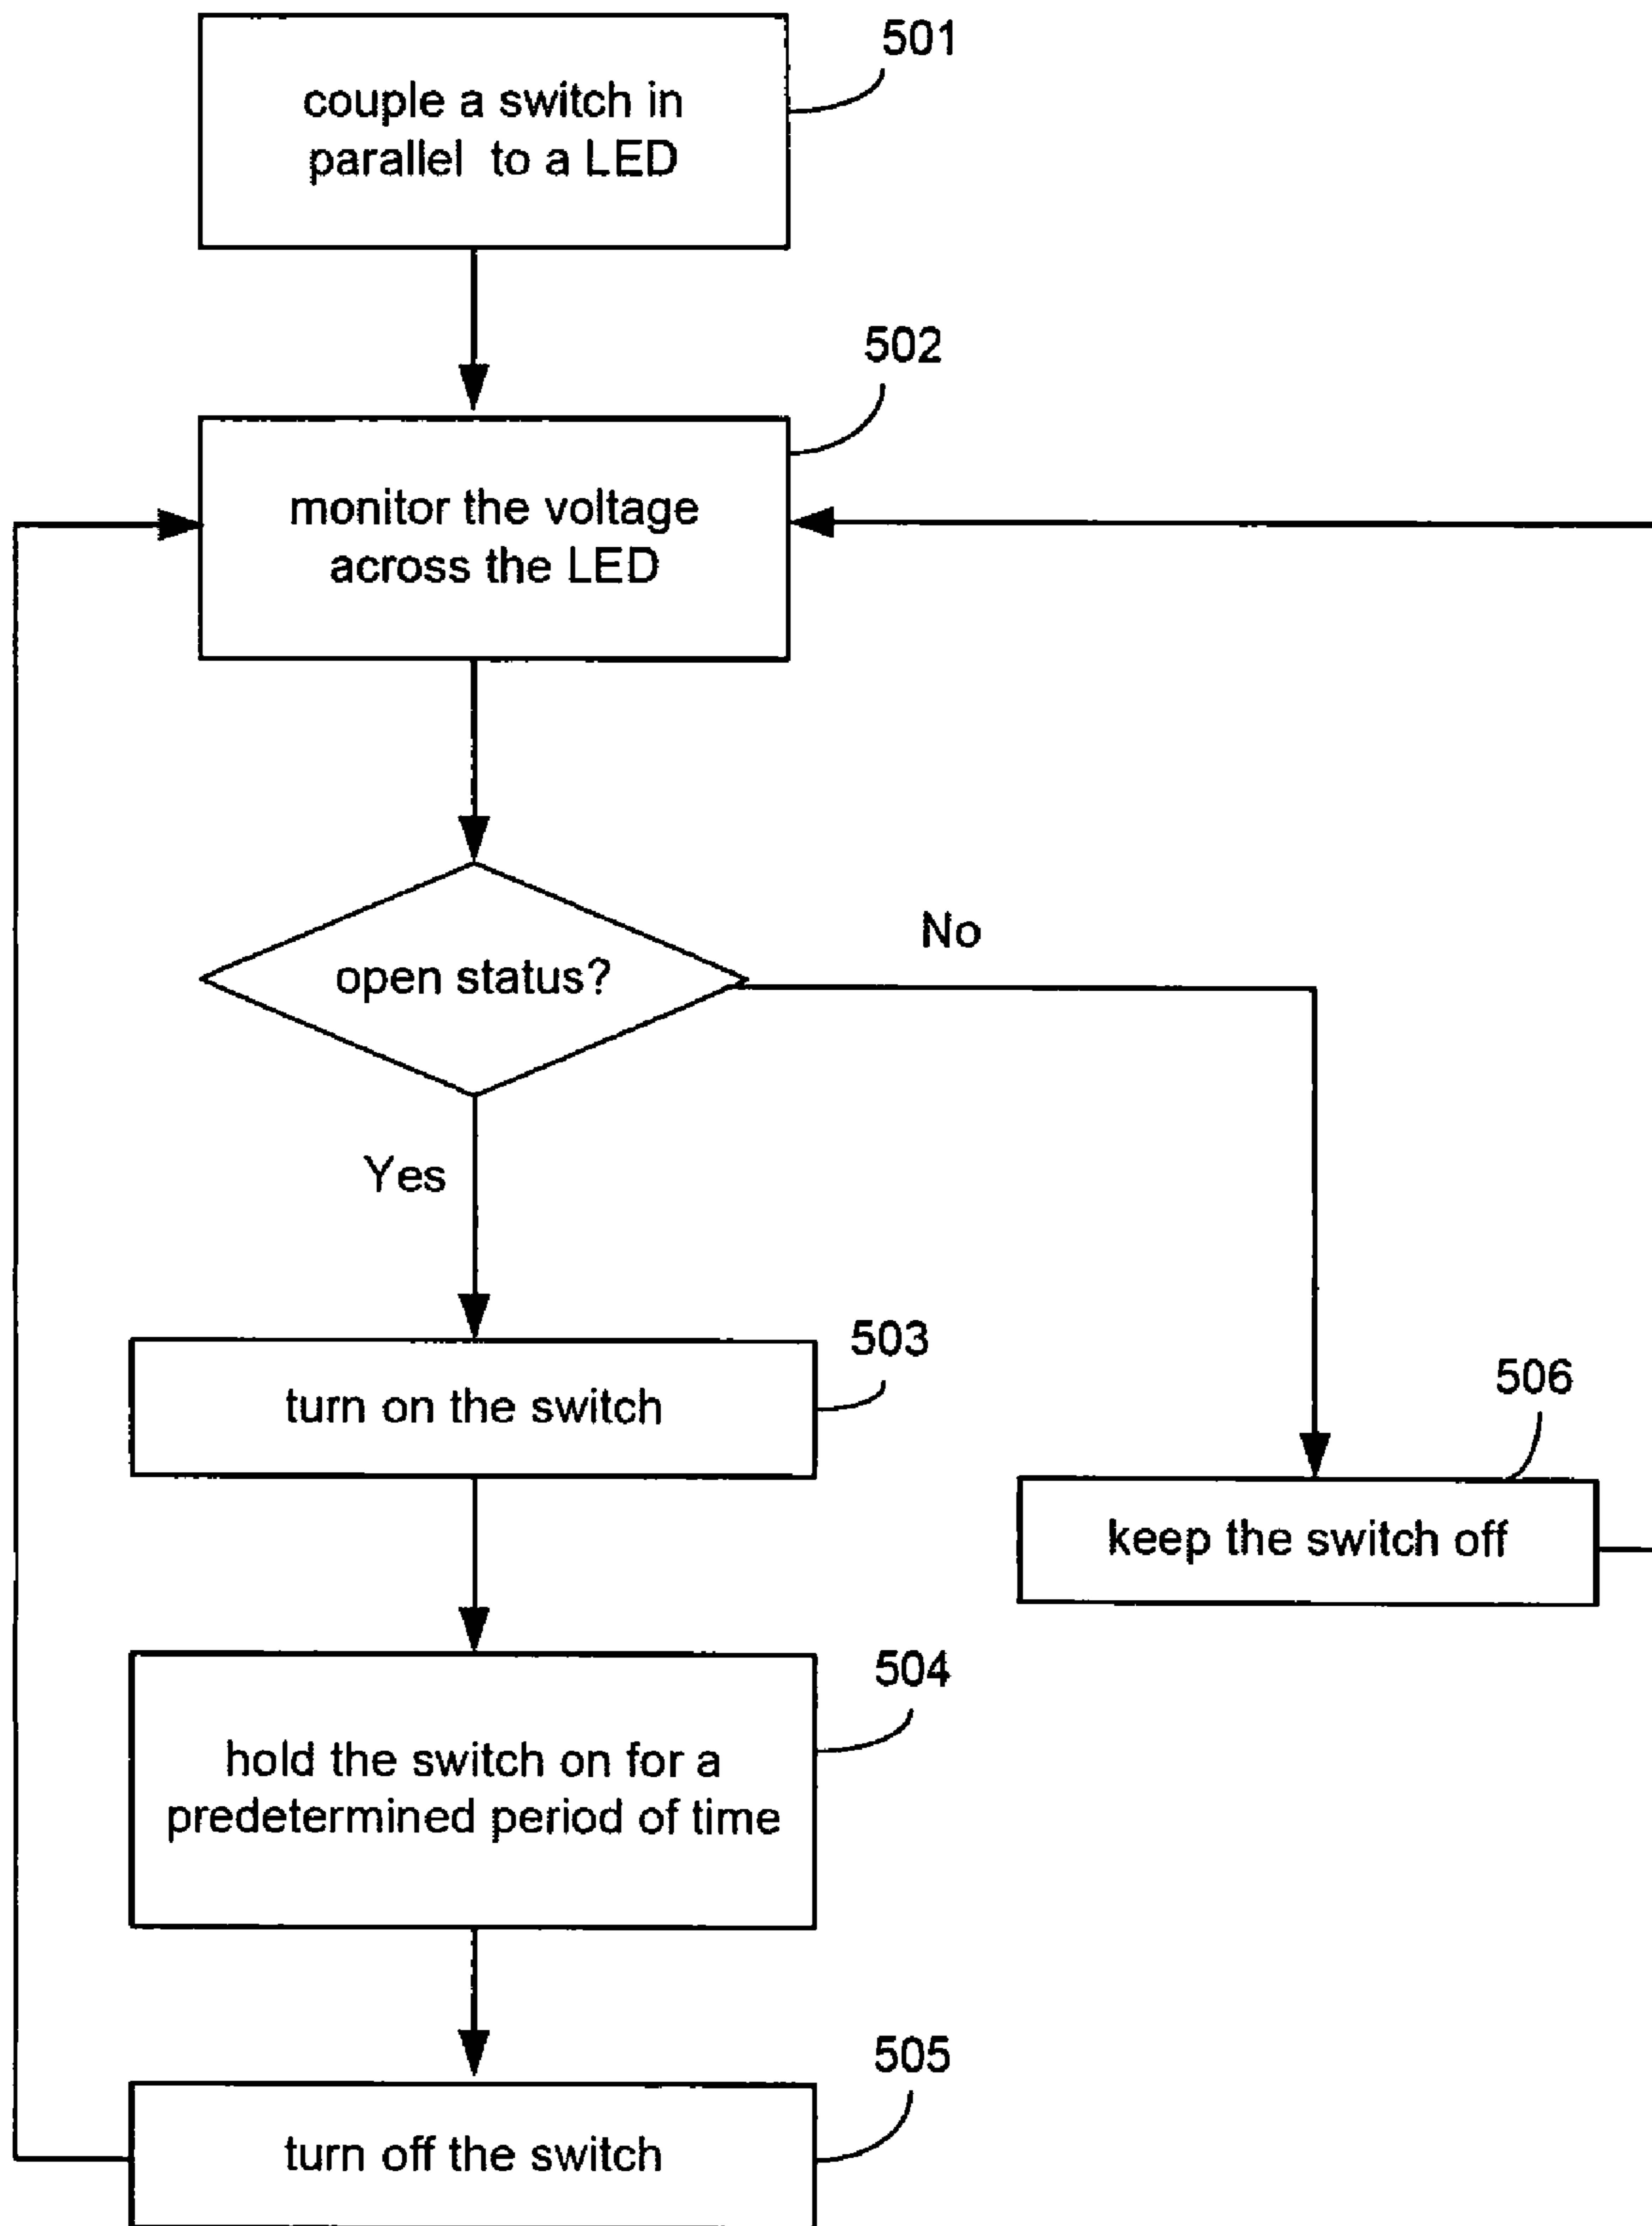 501
couple a switch in
parallel to a LED
502
monitor the voltage
across the LED
open status?
No
Yes
503
turn on the switch
506
keep the switch off
504
hold the switch on for a
predetermined period of time
505
turn off the switch